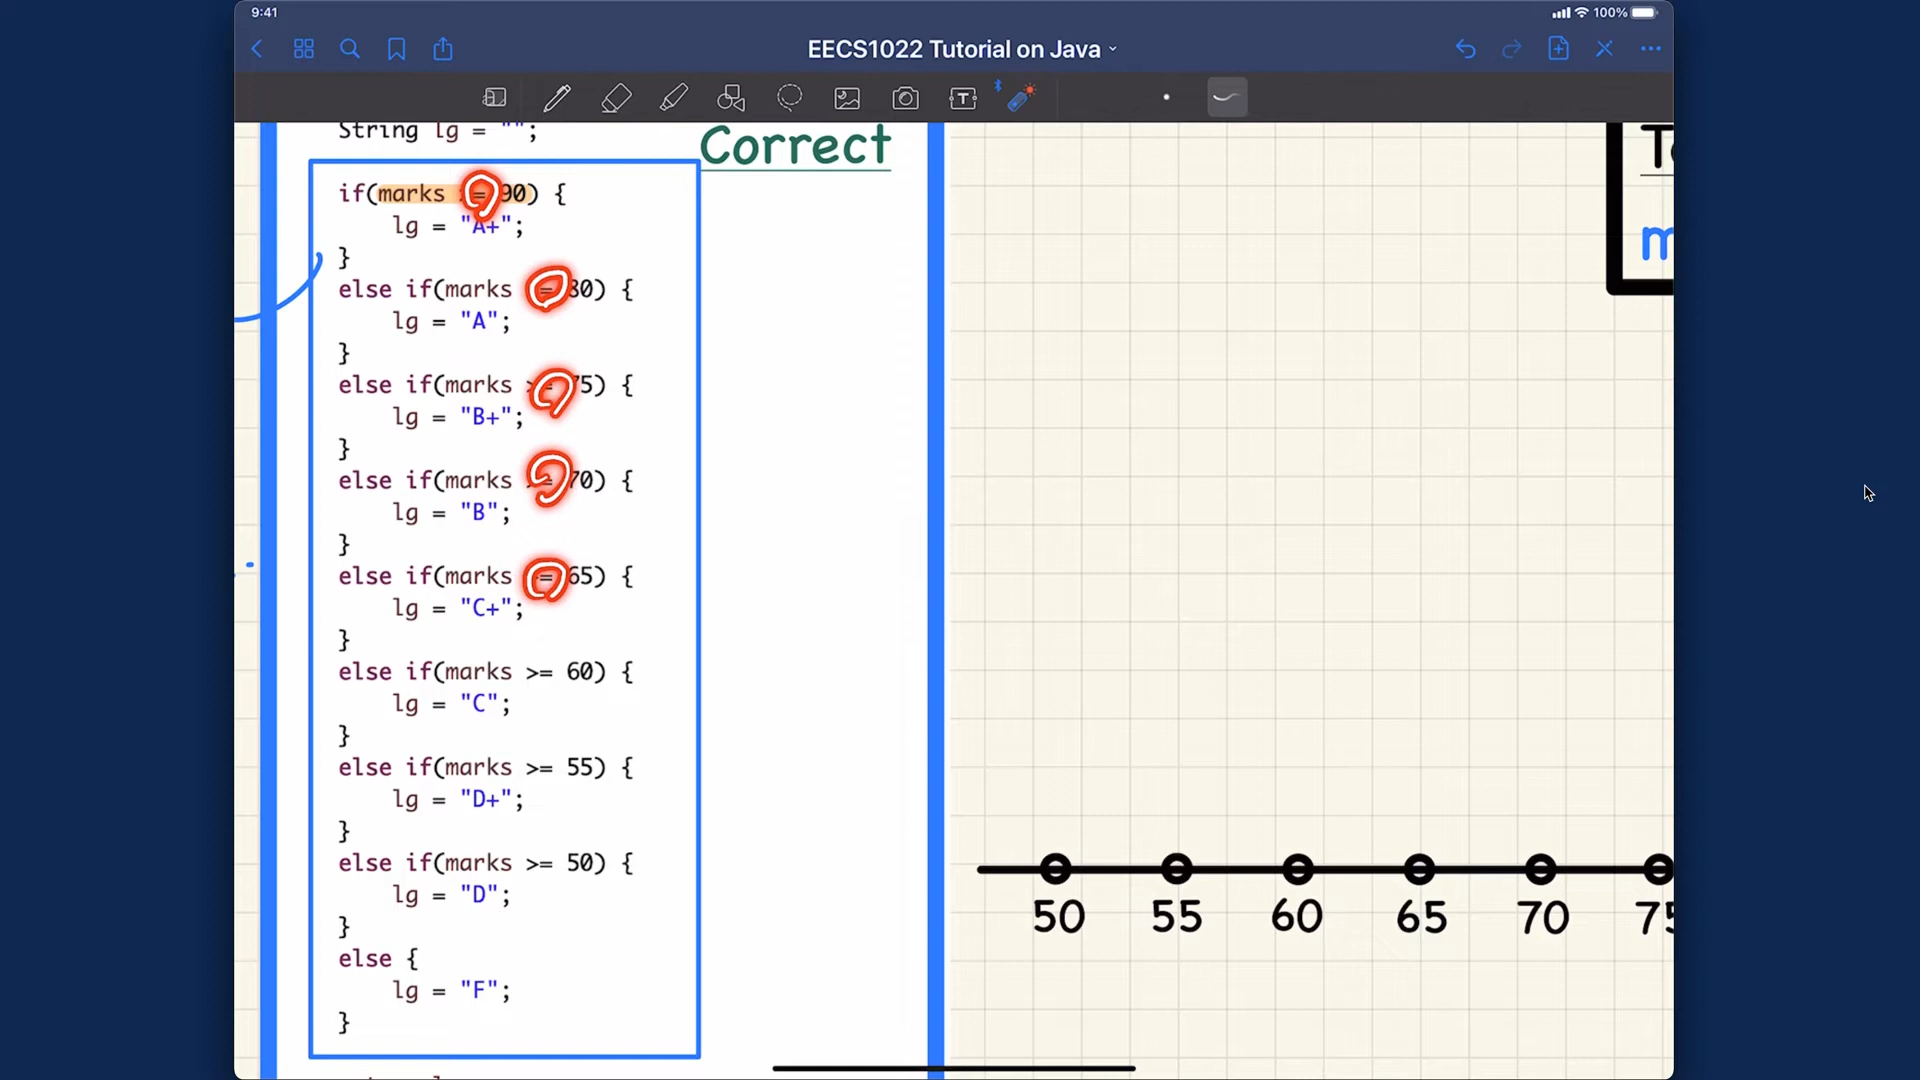 9:41
100%
EECS1022 Tutorial on Java
String lg = "";
Correct
if(marks >= 90) {
lg = "A+";
}
else if(marks >= 80) {
lg = "A";
}
else if(marks >= 75) {
lg = "B+";
}
else if(marks >= 70) {
lg = "B";
}
else if(marks >= 65) {
lg = "C+";
}
else if(marks >= 60) {
lg = "C";
}
else if(marks >= 55) {
lg = "D+";
}
else if(marks >= 50) {
lg = "D";
}
else {
lg = "F";
}
50 55 60 65 70 75